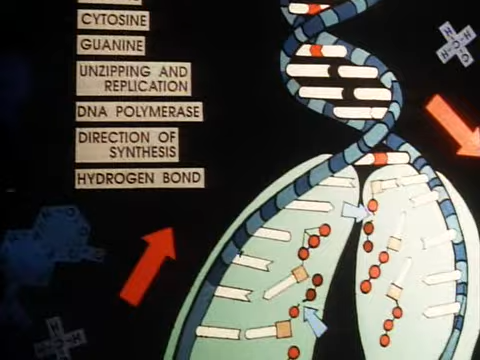 CYTOSINE
GUANINE
UNZIPPING AND
REPLICATION
DNA POLYMERASE
DIRECTION OF
SYNTHESIS
HYDROGEN BOND